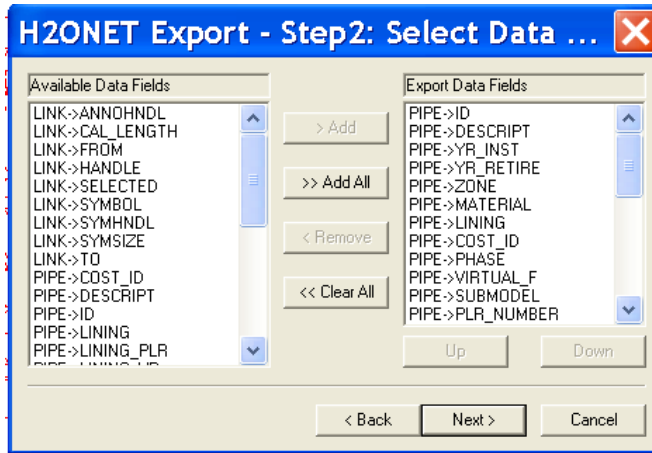 H2ONET Export - Step2: Select Data ...
Available Data Fields
LINK->ANNOHNDL
LINK->CAL_LENGTH
LINK->FROM
LINK->HANDLE
LINK->SELECTED
LINK->SYMBOL
LINK->SYMHNDL
LINK->SYMSIZE
LINK->TO
PIPE->COST_ID
PIPE->DESCRIPT
PIPE->ID
PIPE->LINING
PIPE->LINING_PLR
> Add
>> Add All
< Remove
<< Clear All
Export Data Fields
PIPE->ID
PIPE->DESCRIPT
PIPE->YR_INST
PIPE->YR_RETIRE
PIPE->ZONE
PIPE->MATERIAL
PIPE->LINING
PIPE->COST_ID
PIPE->PHASE
PIPE->VIRTUAL_F
PIPE->SUBMODEL
PIPE->PLR_NUMBER
Up
Down
< Back
Next >
Cancel